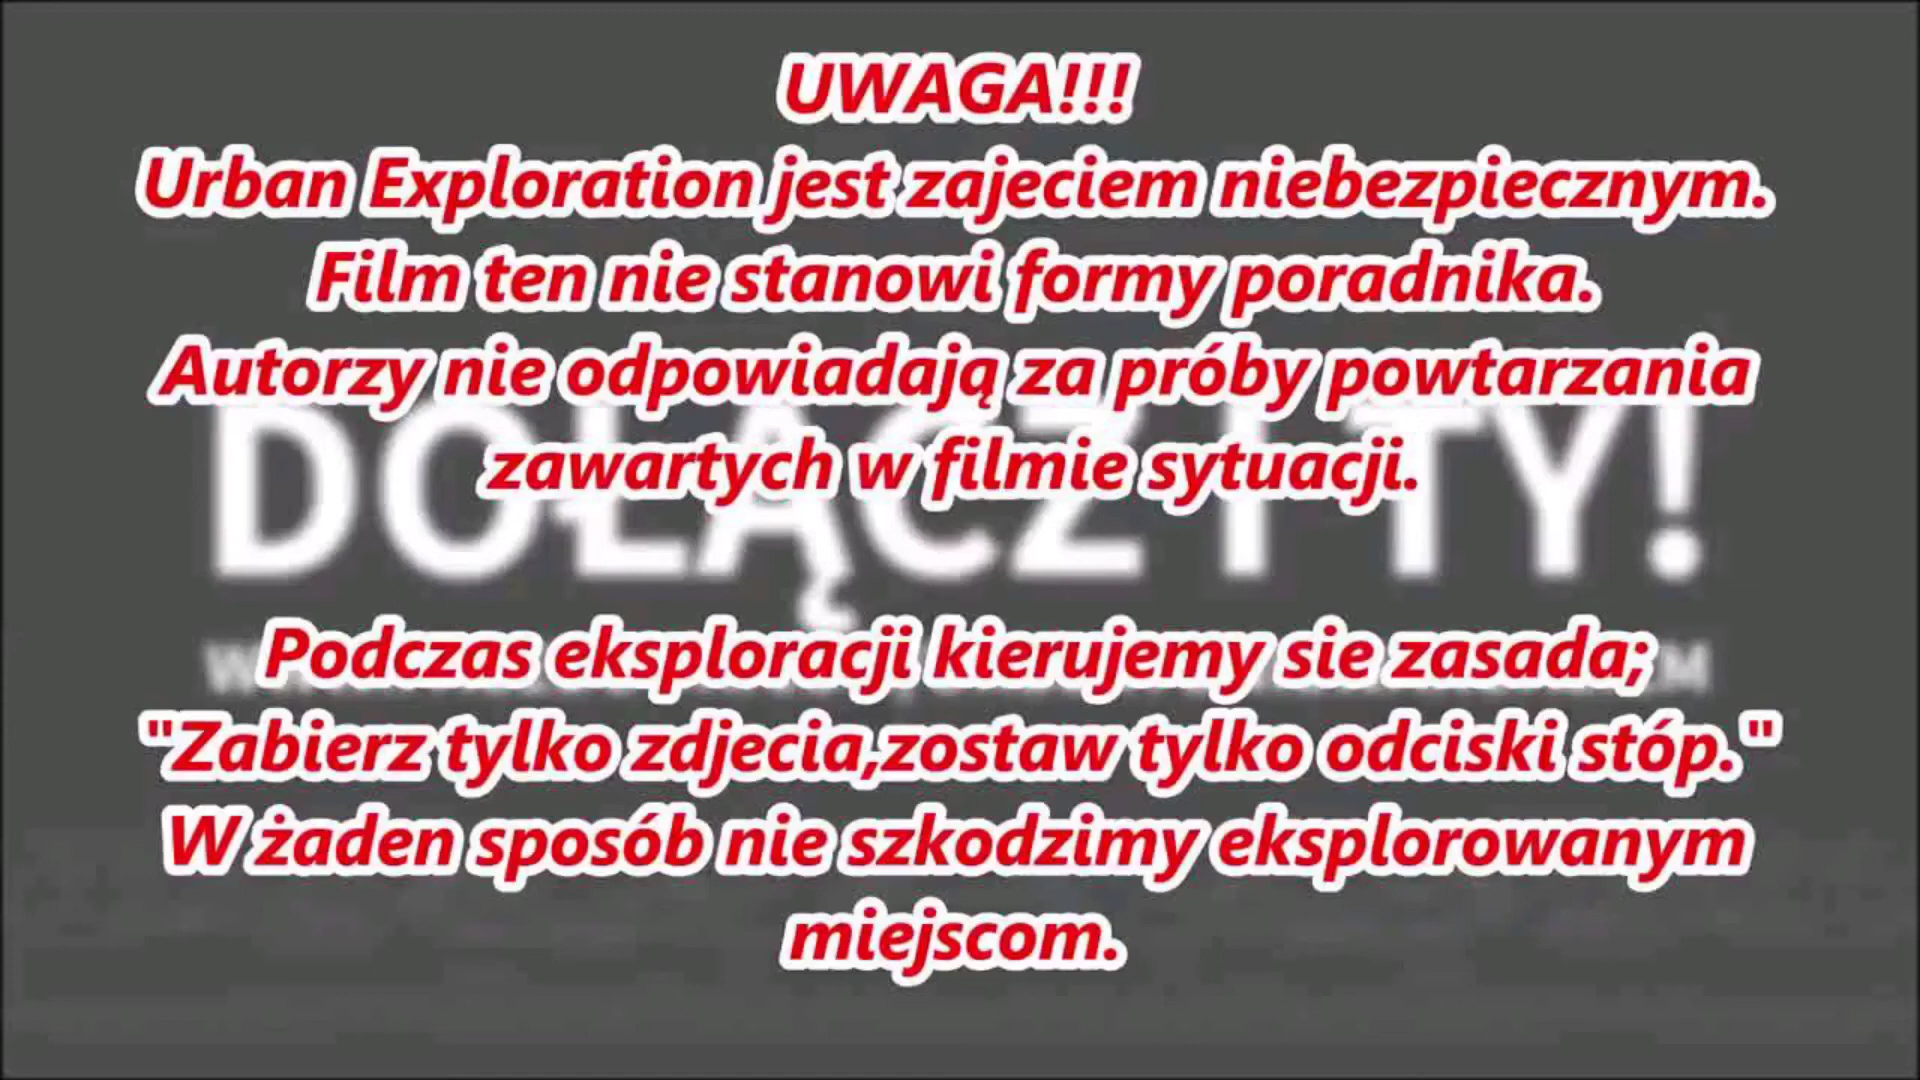 UWAGA!!!
Urban Exploration jest zajeciem niebezpiecznym.
Film ten nie stanowi formy poradnika.
Autorzy nie odpowiadają za próby powtarzania
zawartych w filmie sytuacji.
DOŁĄCZ I TY!
Podczas eksploracji kierujemy sie zasada;
"Zabierz tylko zdjecia,zostaw tylko odciski stóp."
W żaden sposób nie szkodzimy eksplorowanym
miejscom.